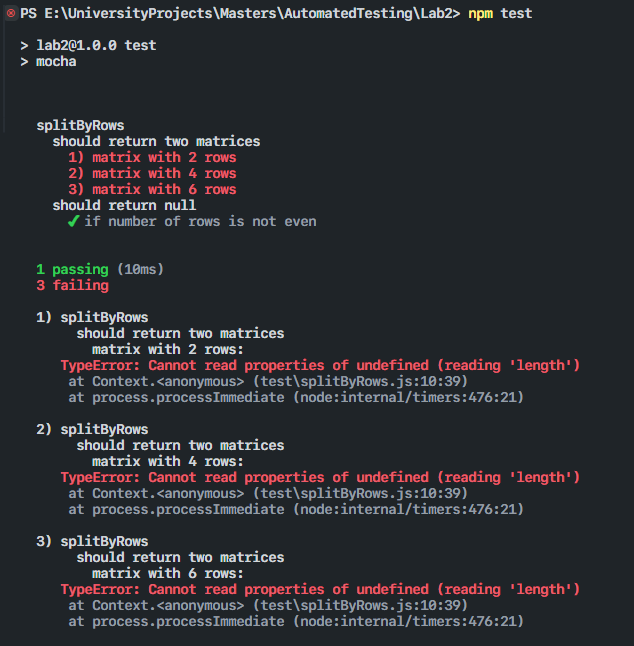 PS E:\UniversityProjects\Masters\AutomatedTesting\Lab2> npm test
> lab2@1.0.0 test
> mocha
splitByRows
should return two matrices
1) matrix with 2 rows
2) matrix with 4 rows
3) matrix with 6 rows
should return null
✔ if number of rows is not even
1 passing (10ms)
3 failing
1) splitByRows
should return two matrices
matrix with 2 rows:
TypeError: Cannot read properties of undefined (reading 'length')
at Context.<anonymous> (test\splitByRows.js:10:39)
at process.processImmediate (node:internal/timers:476:21)
2) splitByRows
should return two matrices
matrix with 4 rows:
TypeError: Cannot read properties of undefined (reading 'length')
at Context.<anonymous> (test\splitByRows.js:10:39)
at process.processImmediate (node:internal/timers:476:21)
3) splitByRows
should return two matrices
matrix with 6 rows:
TypeError: Cannot read properties of undefined (reading 'length')
at Context.<anonymous> (test\splitByRows.js:10:39)
at process.processImmediate (node:internal/timers:476:21)